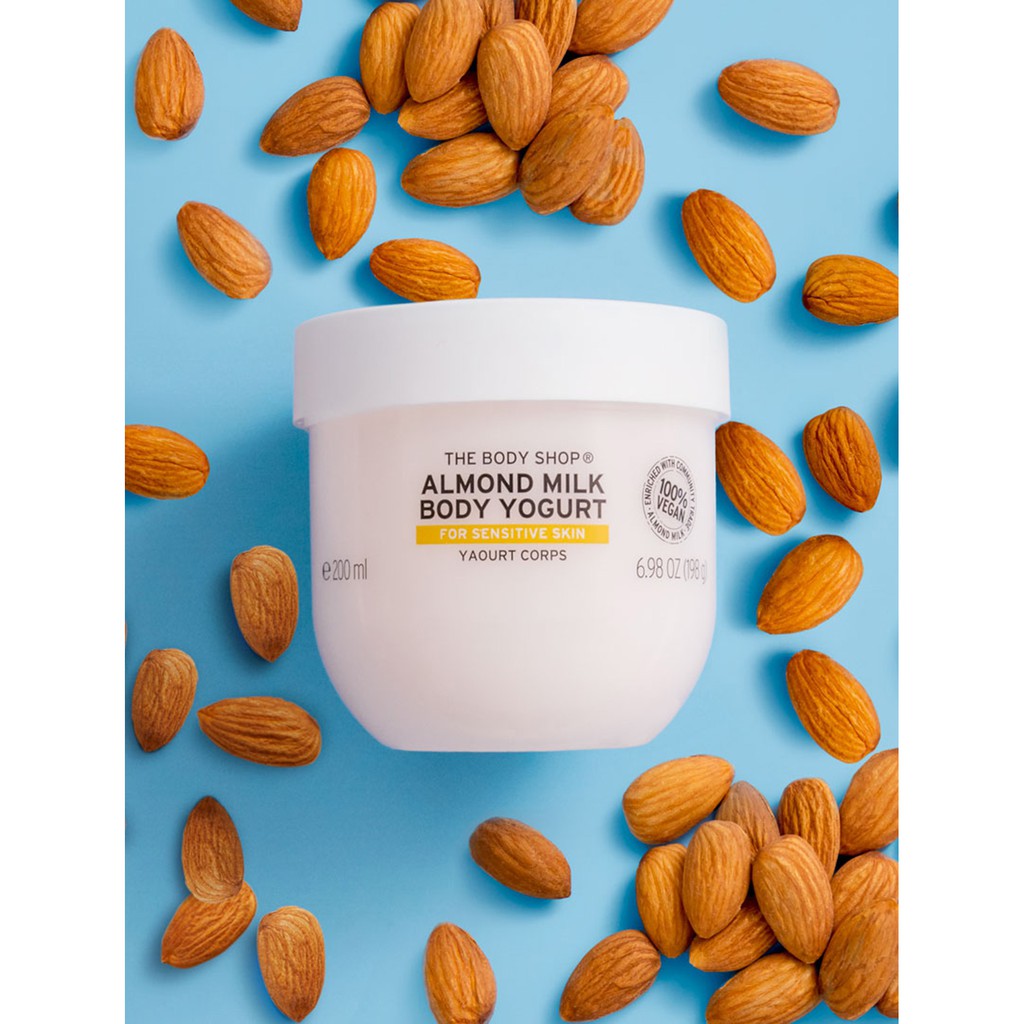 THE BODY SHOP®
ALMOND MILK
BODY YOGURT
FOR SENSITIVE SKIN
YAOURT CORPS
℮ 200 ml
6.98 OZ (198 g)
ENRICHED WITH COMMUNITY TRADE
100%
VEGAN
ALMOND MILK